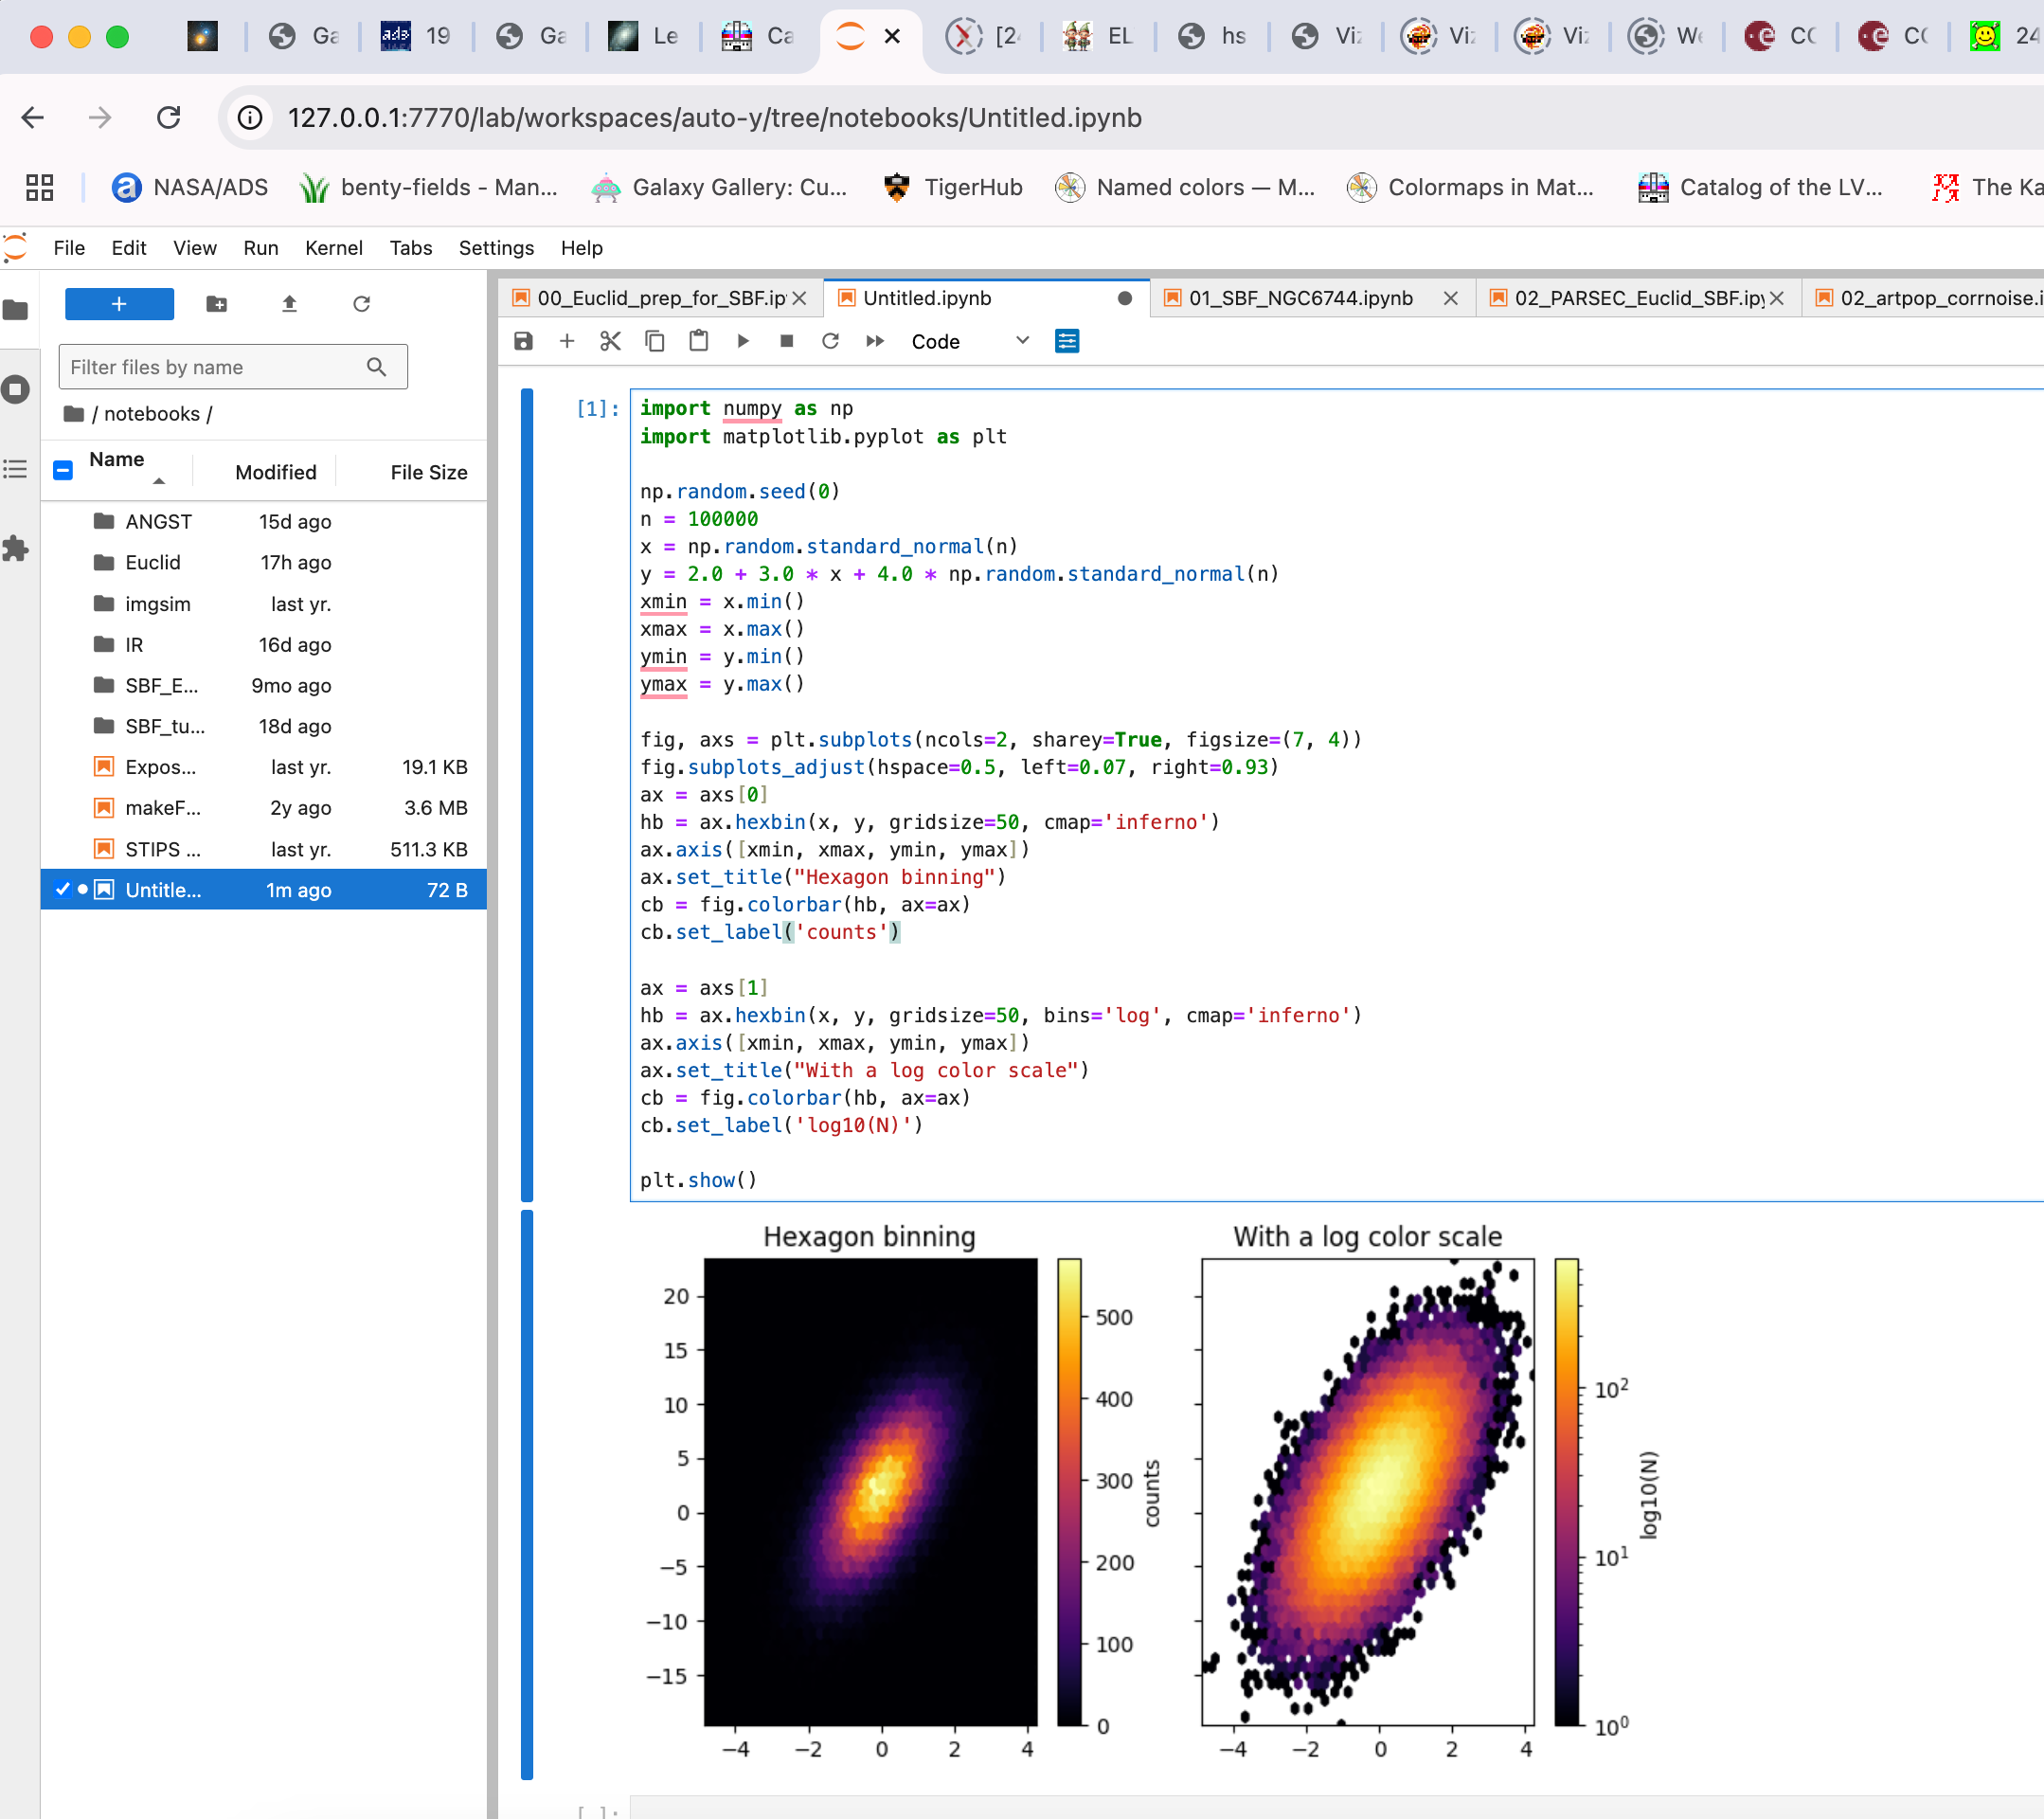 Ga
19
Ga
Le
Ca
[24
EL
hs
Viz
Viz
Viz
We
CC
CC
24
127.0.0.1:7770/lab/workspaces/auto-y/tree/notebooks/Untitled.ipynb
NASA/ADS
benty-fields - Man...
Galaxy Gallery: Cu...
TigerHub
Named colors — M...
Colormaps in Mat...
Catalog of the LV...
The Ka
File Edit View Run Kernel Tabs Settings Help
00_Euclid_prep_for_SBF.ip
Untitled.ipynb
01_SBF_NGC6744.ipynb
02_PARSEC_Euclid_SBF.ipy
02_artpop_corrnoise.i
Code
Filter files by name
/ notebooks /
Name Modified File Size
ANGST 15d ago
Euclid 17h ago
imgsim last yr.
IR 16d ago
SBF_E... 9mo ago
SBF_tu... 18d ago
Expos... last yr. 19.1 KB
makeF... 2y ago 3.6 MB
STIPS ... last yr. 511.3 KB
Untitle... 1m ago 72 B
[1]:
import numpy as np
import matplotlib.pyplot as plt
np.random.seed(0)
n = 100000
x = np.random.standard_normal(n)
y = 2.0 + 3.0 * x + 4.0 * np.random.standard_normal(n)
xmin = x.min()
xmax = x.max()
ymin = y.min()
ymax = y.max()
fig, axs = plt.subplots(ncols=2, sharey=True, figsize=(7, 4))
fig.subplots_adjust(hspace=0.5, left=0.07, right=0.93)
ax = axs[0]
hb = ax.hexbin(x, y, gridsize=50, cmap='inferno')
ax.axis([xmin, xmax, ymin, ymax])
ax.set_title("Hexagon binning")
cb = fig.colorbar(hb, ax=ax)
cb.set_label('counts')
ax = axs[1]
hb = ax.hexbin(x, y, gridsize=50, bins='log', cmap='inferno')
ax.axis([xmin, xmax, ymin, ymax])
ax.set_title("With a log color scale")
cb = fig.colorbar(hb, ax=ax)
cb.set_label('log10(N)')
plt.show()
Hexagon binning
20
15
10
5
0
−5
−10
−15
−4 −2 0 2 4
500
400
300
200
100
0
counts
With a log color scale
−4 −2 0 2 4
10²
10¹
10⁰
log10(N)
[ ]: